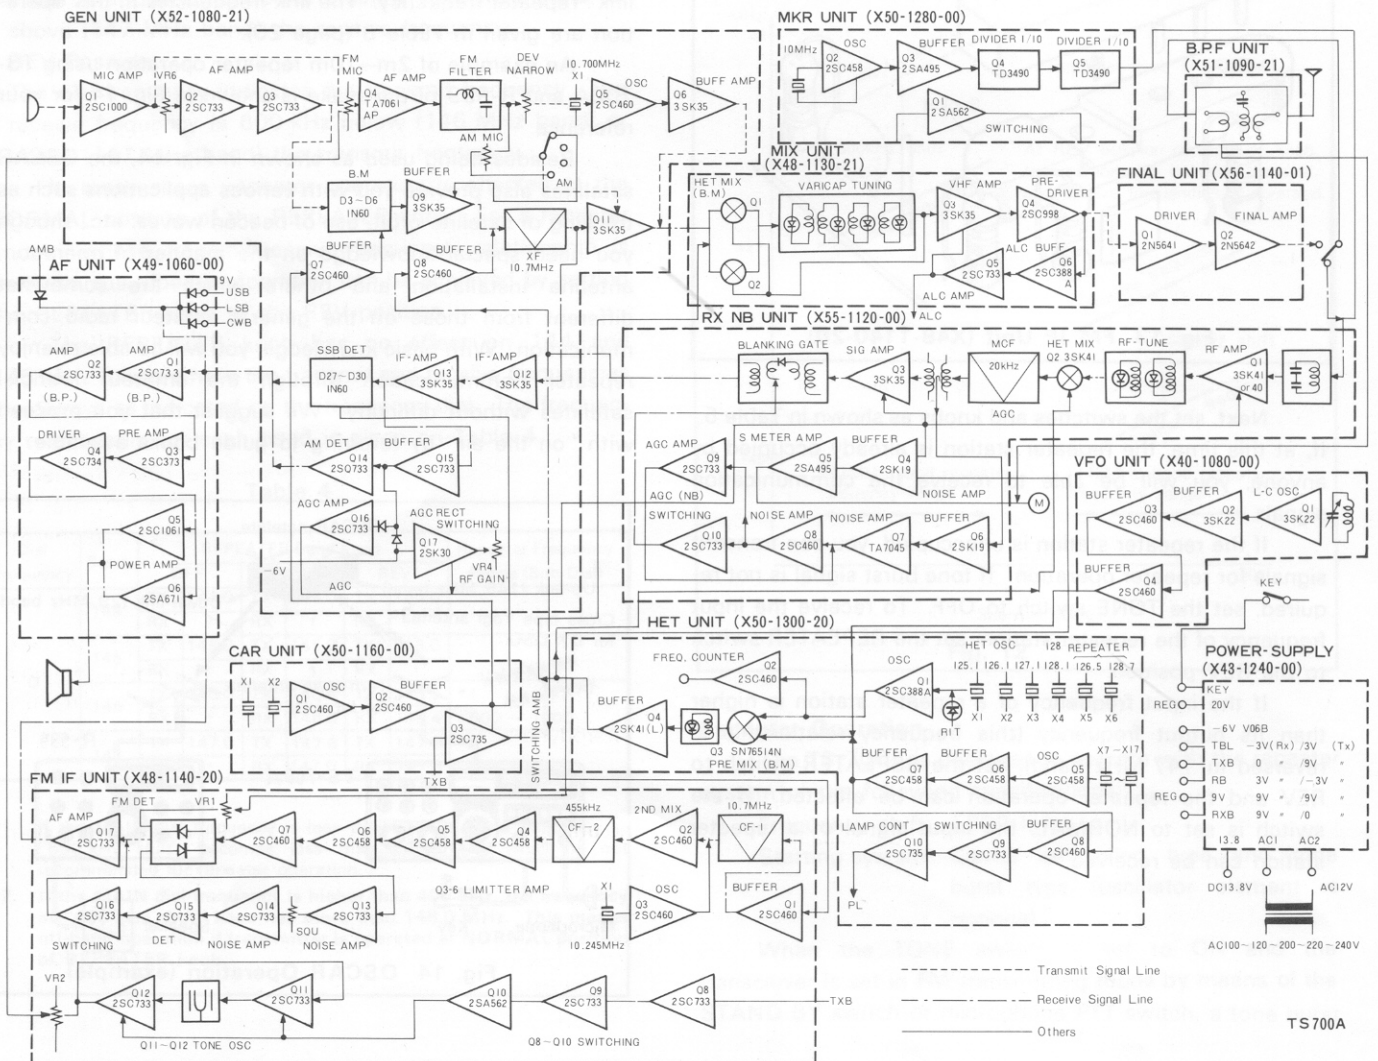 GEN UNIT (X52-1080-21)
MIC AMP
Q1
2SC1000
VR6
AF AMP
Q2
2SC733
Q3
2SC733
FM
MIC
AF AMP
Q4
TA7061
AP
FM
FILTER
DEV
NARROW
10.700MHz
X1
OSC
Q5
2SC460
BUFF AMP
Q6
3SK35
AM MIC
AM
B.M
D3~D6
IN60
BUFFER
Q9
3SK35
BUFFER
Q7
2SC460
BUFFER
Q8
2SC460
XF
10.7MHz
Q11
3SK35
MKR UNIT (X50-1280-00)
10MHz
OSC
Q2
2SC458
BUFFER
Q3
2SA495
DIVIDER 1/10
Q4
TD3490
DIVIDER 1/10
Q5
TD3490
Q1
2SA562
SWITCHING
B.P.F UNIT
(X51-1090-21)
MIX UNIT
(X48-1130-21)
HET MIX
(B.M)
Q1
Q2
VARICAP TUNING
VHF AMP
Q3
3SK35
PRE-
DRIVER
Q4
2SC998
ALC BUFF
Q6
2SC388
A
Q5
2SC733
ALC AMP
ALC
FINAL UNIT (X56-1140-01)
DRIVER
Q1
2N5641
FINAL AMP
Q2
2N5642
AMB
AF UNIT (X49-1060-00)
9V
USB
LSB
CWB
AMP
Q2
2SC733
(B.P.)
AMP
Q1
2SC733
(B.P.)
DRIVER
Q4
2SC734
PRE AMP
Q3
2SC373
Q5
2SC1061
POWER AMP
Q6
2SA671
SSB DET
D27~D30
IN60
IF-AMP
Q13
3SK35
IF-AMP
Q12
3SK35
AM DET
Q14
2SQ733
BUFFER
Q15
2SC733
AGC AMP
Q16
2SC733
AGC RECT
SWITCHING
Q17
2SK30
VR4
RF GAIN
-6V
AGC
RX NB UNIT (X55-1120-00)
BLANKING GATE
SIG AMP
Q3
3SK35
MCF
20kHz
AGC
HET MIX
Q2 3SK41
RF-TUNE
RF AMP
Q1
3SK41
or 40
AGC AMP
Q9
2SC733
AGC (NB)
S METER AMP
Q5
2SA495
BUFFER
Q4
2SK19
NOISE AMP
SWITCHING
Q10
2SC733
NOISE AMP
Q8
2SC460
NOISE AMP
Q7
TA7045
BUFFER
Q6
2SK19
M
VFO UNIT (X40-1080-00)
BUFFER
Q3
2SC460
BUFFER
Q2
3SK22
L-C OSC
Q1
3SK22
BUFFER
Q4
2SC460
KEY
CAR UNIT (X50-1160-00)
X1 X2
OSC
Q1
2SC460
BUFFER
Q2
2SC460
Q3
2SC735
TXB
SWITCHING AMB
HET UNIT (X50-1300-20)
FREQ. COUNTER
Q2
2SC460
BUFFER
Q4
2SK41(L)
Q3 SN76514N
PRE MIX (B.M)
OSC
Q1
2SC388A
RIT
HET OSC 128 REPEATER
125.1 126.1 127.1 128.1 126.5 128.7
X1 X2 X3 X4 X5 X6
BUFFER
Q7
2SC458
BUFFER
Q6
2SC458
OSC
Q5
2SC458
X7~X17
LAMP CONT
Q10
2SC735
SWITCHING
Q9
2SC733
BUFFER
Q8
2SC460
PL
POWER-SUPPLY
(X43-1240-00)
KEY
REG 20V
-6V V06B
TBL -3V(Rx)/3V (Tx)
TXB 0V 〃 /9V 〃
RB 3V 〃 /-3V 〃
REG 9V 9V 〃 /9V 〃
RXB 9V 〃 /0 〃
13.8 AC1 AC2
DC13.8V
AC12V
AC100~120~200~220~240V
FM IF UNIT (X48-1140-20)
AF AMP
Q17
2SC733
FM DET
VR1
Q7
2SC460
Q6
2SC458
Q5
2SC458
Q4
2SC458
Q3-6 LIMITTER AMP
455kHz
CF-2
2ND MIX
Q2
2SC460
10.7MHz
CF-1
X1
10.245MHz
OSC
Q3
2SC460
BUFFER
Q1
2SC460
Q16
2SC733
SWITCHING
Q15
2SC733
DET
Q14
2SC733
NOISE AMP
SQU
Q13
2SC733
NOISE AMP
VR2
Q12
2SC733
Q11
2SC733
Q11~Q12 TONE OSC
Q10
2SA562
Q9
2SC733
Q8
2SC733
Q8~Q10 SWITCHING
TXB
Transmit Signal Line
Receive Signal Line
Others
TS700A